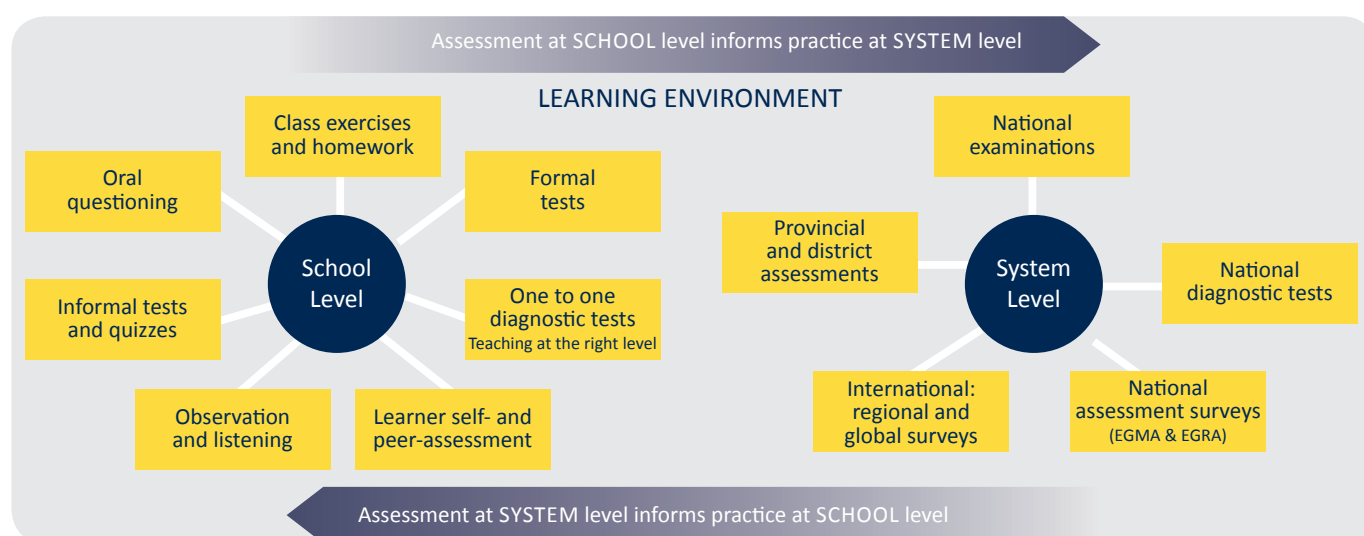 Assessment at SCHOOL level informs practice at SYSTEM level
LEARNING ENVIRONMENT
Class exercises
and homework
Oral
questioning
Formal
tests
School
Level
Informal tests
and quizzes
One to one
diagnostic tests
Teaching at the right level
Observation
and listening
Learner self- and
peer-assessment
National
examinations
Provincial
and district
assessments
System
Level
National
diagnostic tests
International:
regional and
global surveys
National
assessment surveys
(EGMA & EGRA)
Assessment at SYSTEM level informs practice at SCHOOL level